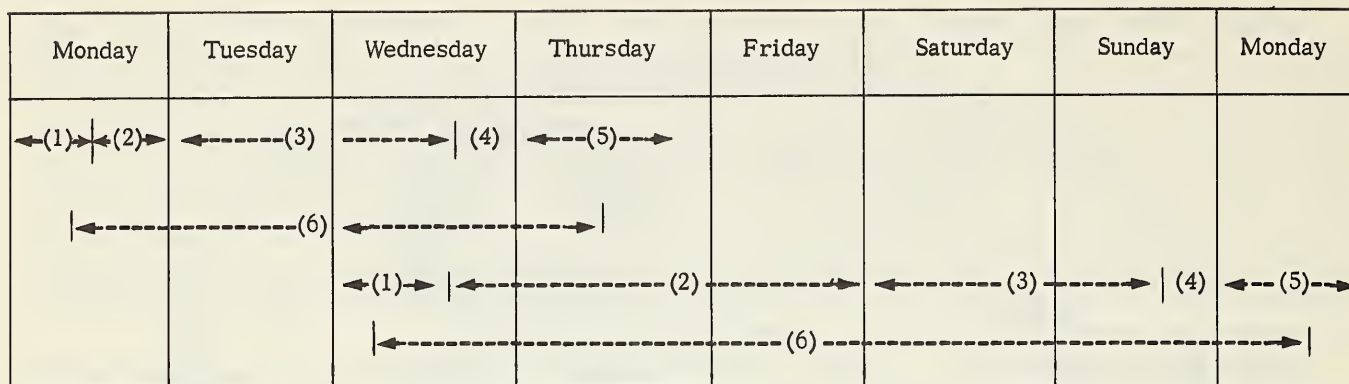 Monday Tuesday Wednesday Thursday Friday Saturday Sunday Monday
(1) (2) (3) (4) (5)
(6)
(1) (2) (3) (4) (5)
(6)